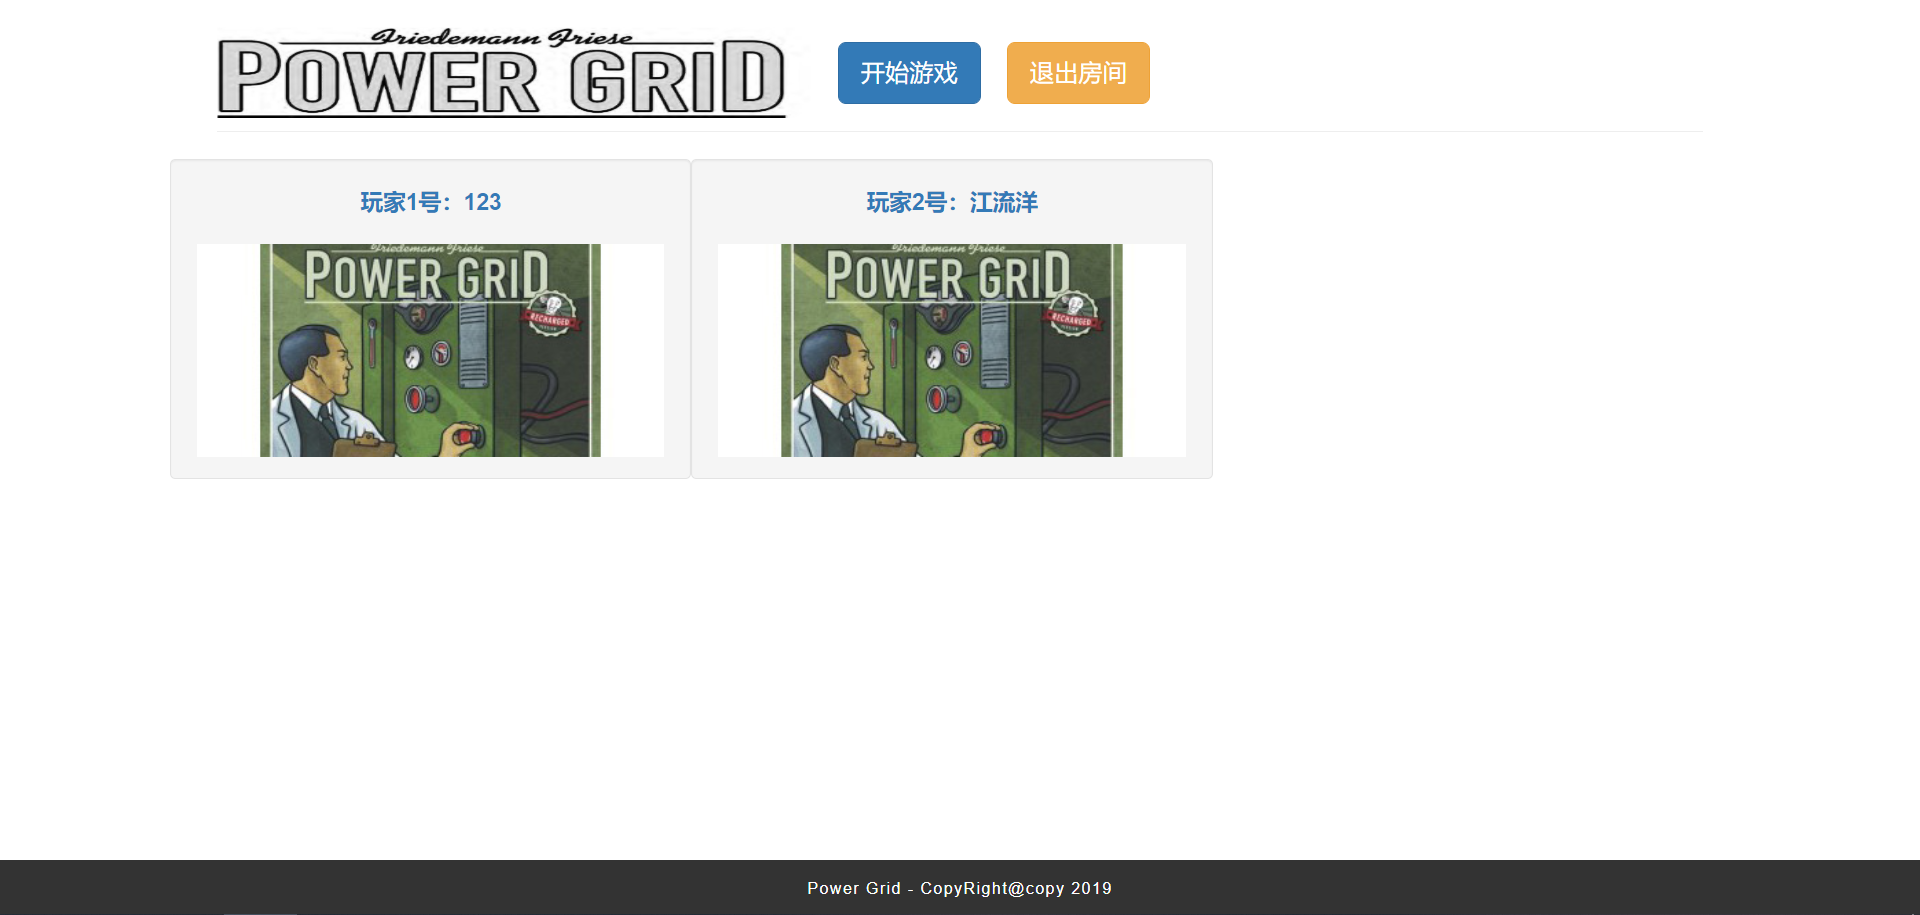 Friedemann Friese
POWER GRID
开始游戏
退出房间
玩家1号：123
玩家2号：江流洋
Friedemann Friese
POWER GRID
RECHARGED
VERSION
Friedemann Friese
POWER GRID
RECHARGED
VERSION
Power Grid - CopyRight@copy 2019